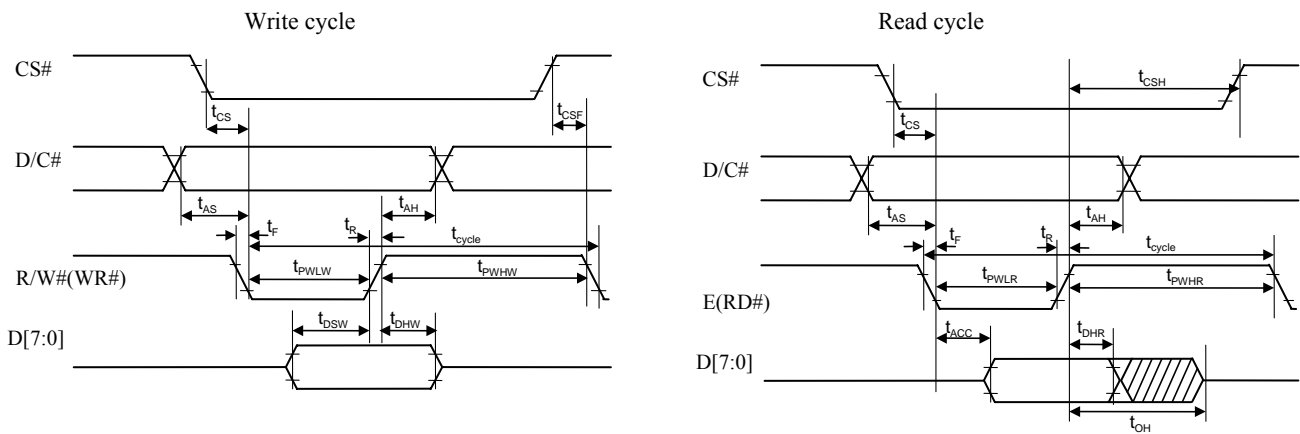 Write cycle
CS#
tCS
tCSF
D/C#
tAS
tAH
tF
tR
tcycle
R/W#(WR#)
tPWLW
tPWHW
tDSW
tDHW
D[7:0]
Read cycle
CS#
tCSH
tCS
D/C#
tAS
tAH
tF
tR
tcycle
E(RD#)
tPWLR
tPWHR
tACC
tDHR
D[7:0]
tOH